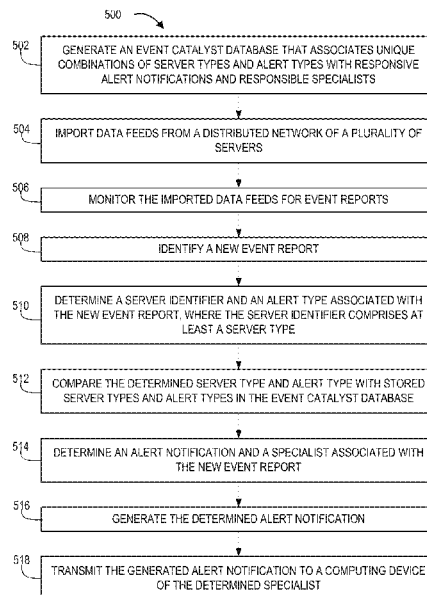 500
502
GENERATE AN EVENT CATALYST DATABASE THAT ASSOCIATES UNIQUE
COMBINATIONS OF SERVER TYPES AND ALERT TYPES WITH RESPONSIVE
ALERT NOTIFICATIONS AND RESPONSIBLE SPECIALISTS
504
IMPORT DATA FEEDS FROM A DISTRIBUTED NETWORK OF A PLURALITY OF
SERVERS
506
MONITOR THE IMPORTED DATA FEEDS FOR EVENT REPORTS
508
IDENTIFY A NEW EVENT REPORT
510
DETERMINE A SERVER IDENTIFIER AND AN ALERT TYPE ASSOCIATED WITH
THE NEW EVENT REPORT, WHERE THE SERVER IDENTIFIER COMPRISES AT
LEAST A SERVER TYPE
512
COMPARE THE DETERMINED SERVER TYPE AND ALERT TYPE WITH STORED
SERVER TYPES AND ALERT TYPES IN THE EVENT CATALYST DATABASE
514
DETERMINE AN ALERT NOTIFICATION AND A SPECIALIST ASSOCIATED WITH
THE NEW EVENT REPORT
516
GENERATE THE DETERMINED ALERT NOTIFICATION
518
TRANSMIT THE GENERATED ALERT NOTIFICATION TO A COMPUTING DEVICE
OF THE DETERMINED SPECIALIST